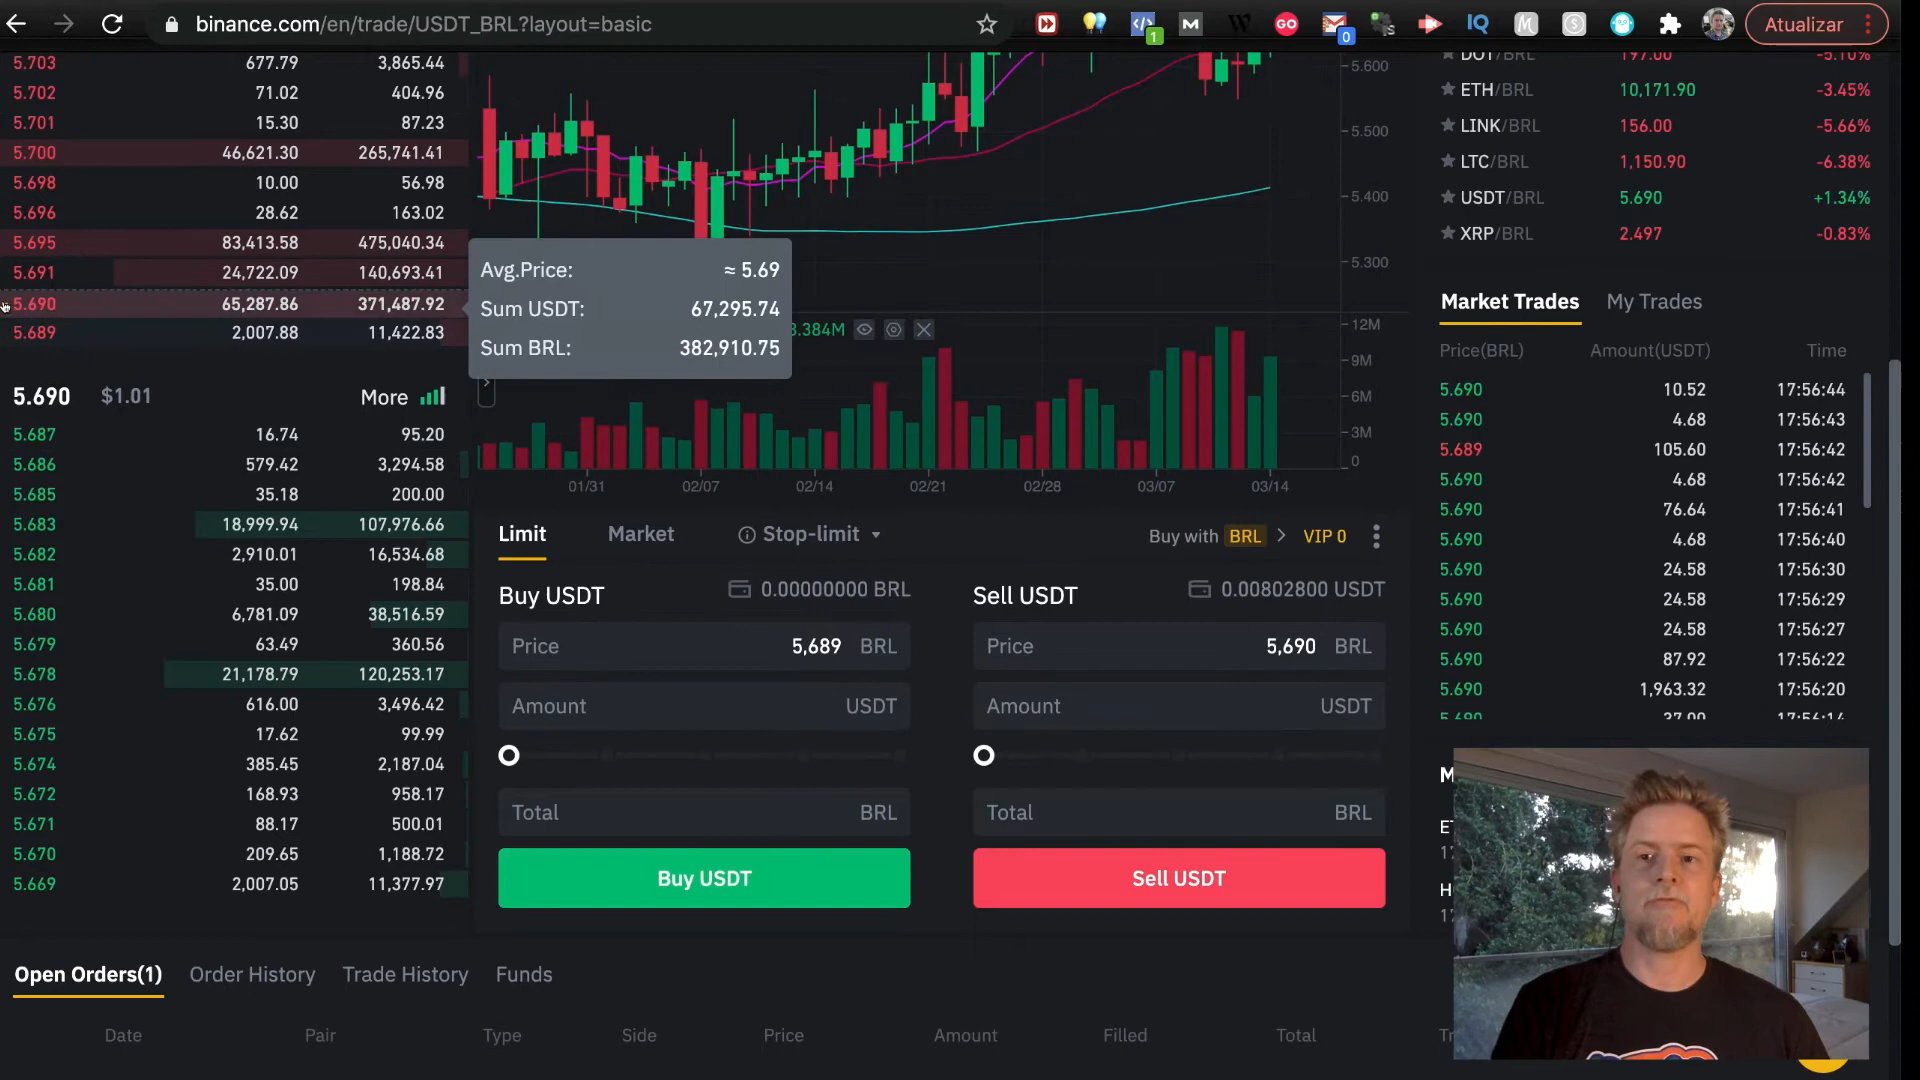 binance.com/en/trade/USDT_BRL?layout=basic
1
M
W
GO
0
IQ
M
S
Atualizar
5.703 677.79 3,865.44
5.702 71.02 404.96
5.701 15.30 87.23
5.700 46,621.30 265,741.41
5.698 10.00 56.98
5.696 28.62 163.02
5.695 83,413.58 475,040.34
5.691 24,722.09 140,693.41
5.690 65,287.86 371,487.92
5.689 2,007.88 11,422.83
5.690 $1.01 More
5.687 16.74 95.20
5.686 579.42 3,294.58
5.685 35.18 200.00
5.683 18,999.94 107,976.66
5.682 2,910.01 16,534.68
5.681 35.00 198.84
5.680 6,781.09 38,516.59
5.679 63.49 360.56
5.678 21,178.79 120,253.17
5.676 616.00 3,496.42
5.675 17.62 99.99
5.674 385.45 2,187.04
5.672 168.93 958.17
5.671 88.17 500.01
5.670 209.65 1,188.72
5.669 2,007.05 11,377.97
Avg.Price: ≈ 5.69
Sum USDT: 67,295.74
Sum BRL: 382,910.75
5.600
5.500
5.400
5.300
3.384M
12M
9M
6M
3M
0
01/31 02/07 02/14 02/21 02/28 03/07 03/14
Limit Market Stop-limit
Buy with BRL > VIP 0
Buy USDT 0.00000000 BRL
Price 5,689 BRL
Amount USDT
Total BRL
Buy USDT
Sell USDT 0.00802800 USDT
Price 5,690 BRL
Amount USDT
Total BRL
Sell USDT
DOT/BRL 197.00 -5.10%
ETH/BRL 10,171.90 -3.45%
LINK/BRL 156.00 -5.66%
LTC/BRL 1,150.90 -6.38%
USDT/BRL 5.690 +1.34%
XRP/BRL 2.497 -0.83%
Market Trades My Trades
Price(BRL) Amount(USDT) Time
5.690 10.52 17:56:44
5.690 4.68 17:56:43
5.689 105.60 17:56:42
5.690 4.68 17:56:42
5.690 76.64 17:56:41
5.690 4.68 17:56:40
5.690 24.58 17:56:30
5.690 24.58 17:56:29
5.690 24.58 17:56:27
5.690 87.92 17:56:22
5.690 1,963.32 17:56:20
5.690 37.00 17:56:14
Open Orders(1) Order History Trade History Funds
Date Pair Type Side Price Amount Filled Total